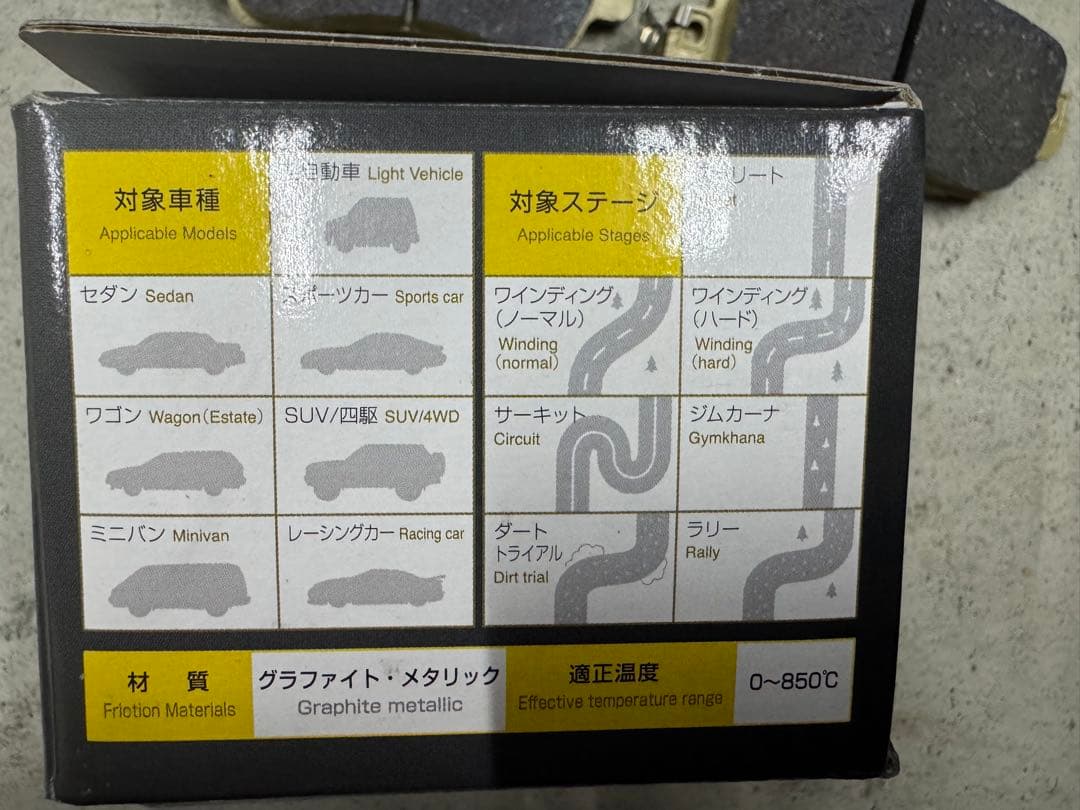 対象車種
Applicable Models
自動車 Light Vehicle
セダン Sedan
スポーツカー Sports car
ワゴン Wagon(Estate)
SUV/四駆 SUV/4WD
ミニバン Minivan
レーシングカー Racing car
対象ステージ
Applicable Stages
リート
ワインディング
(ノーマル)
Winding
(normal)
ワインディング
(ハード)
Winding
(hard)
サーキット
Circuit
ジムカーナ
Gymkhana
ダート
トライアル
Dirt trial
ラリー
Rally
材 質
Friction Materials
グラファイト・メタリック
Graphite metallic
適正温度
Effective temperature range
0~850℃